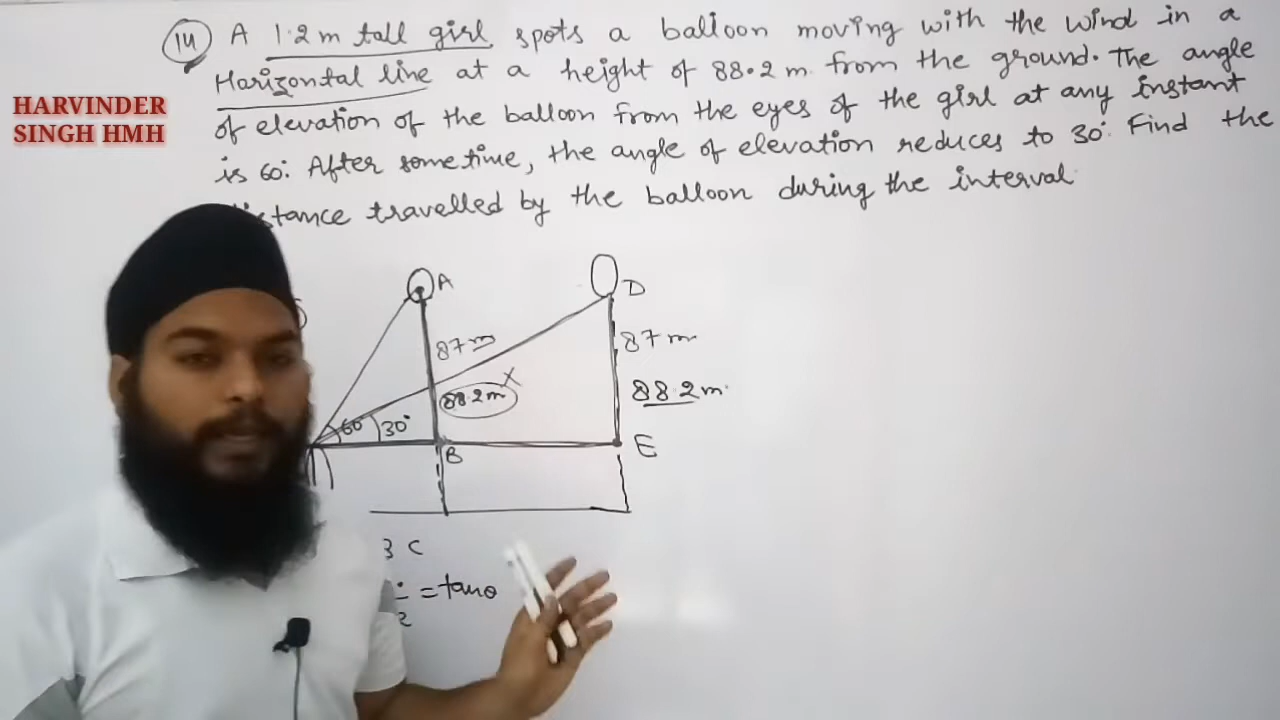 14 A 1.2 m tall girl spots a balloon moving with the wind in a
Horizontal line at a height of 88.2 m from the ground. The angle
of elevation of the balloon from the eyes of the girl at any instant
is 60°. After some time, the angle of elevation reduces to 30°. Find the
travelled by the balloon during the interval
HARVINDER
SINGH HMH
A
D
87 m
87 m
88.2m
X
88.2 m
60°
30°
B
E
C
= tanθ